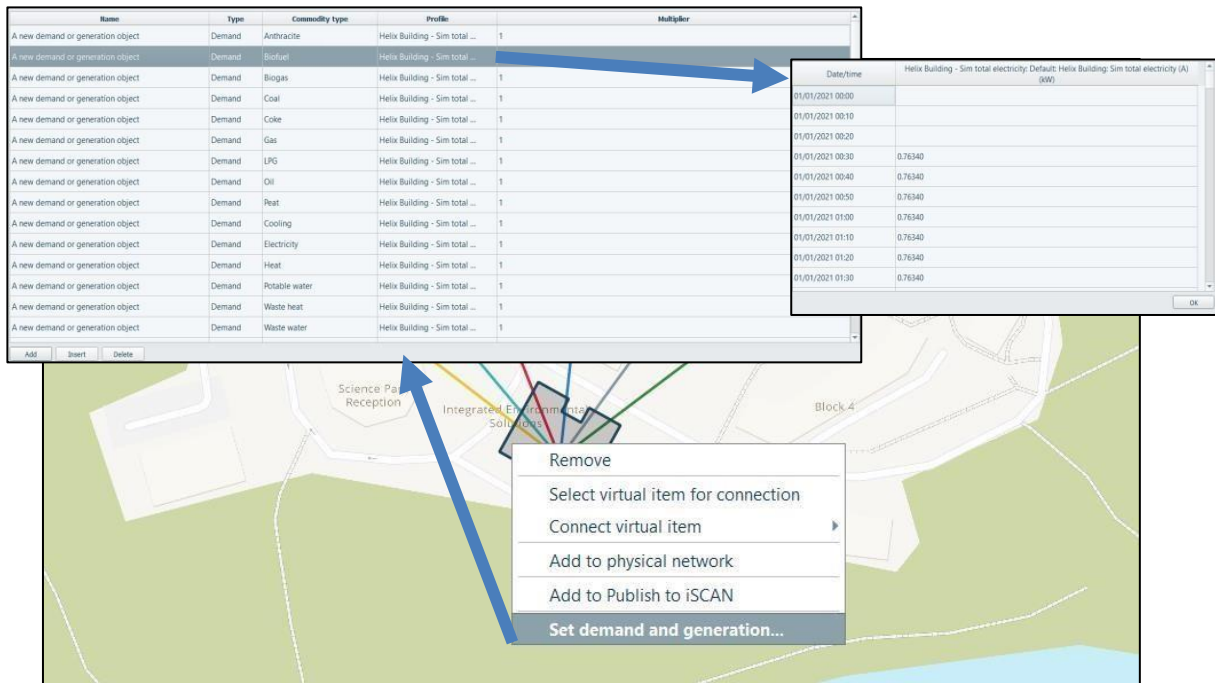 Name Type Commodity type Profile Multiplier
A new demand or generation object Demand Anthracite Helix Building - Sim total ... 1
A new demand or generation object Demand Biofuel Helix Building - Sim total ...
A new demand or generation object Demand Biogas Helix Building - Sim total ... 1
A new demand or generation object Demand Coal Helix Building - Sim total ... 1
A new demand or generation object Demand Coke Helix Building - Sim total ... 1
A new demand or generation object Demand Gas Helix Building - Sim total ... 1
A new demand or generation object Demand LPG Helix Building - Sim total ... 1
A new demand or generation object Demand Oil Helix Building - Sim total ... 1
A new demand or generation object Demand Peat Helix Building - Sim total ... 1
A new demand or generation object Demand Cooling Helix Building - Sim total ... 1
A new demand or generation object Demand Electricity Helix Building - Sim total ... 1
A new demand or generation object Demand Heat Helix Building - Sim total ... 1
A new demand or generation object Demand Potable water Helix Building - Sim total ... 1
A new demand or generation object Demand Waste heat Helix Building - Sim total ... 1
A new demand or generation object Demand Waste water Helix Building - Sim total ... 1
Add Insert Delete
Date/time Helix Building - Sim total electricity: Default: Helix Building: Sim total electricity (A)
(kW)
01/01/2021 00:00
01/01/2021 00:10
01/01/2021 00:20
01/01/2021 00:30 0.76340
01/01/2021 00:40 0.76340
01/01/2021 00:50 0.76340
01/01/2021 01:00 0.76340
01/01/2021 01:10 0.76340
01/01/2021 01:20 0.76340
01/01/2021 01:30 0.76340
OK
Science
Reception
Integrated Environmental
Solutions
Block 4
Remove
Select virtual item for connection
Connect virtual item
Add to physical network
Add to Publish to iSCAN
Set demand and generation...